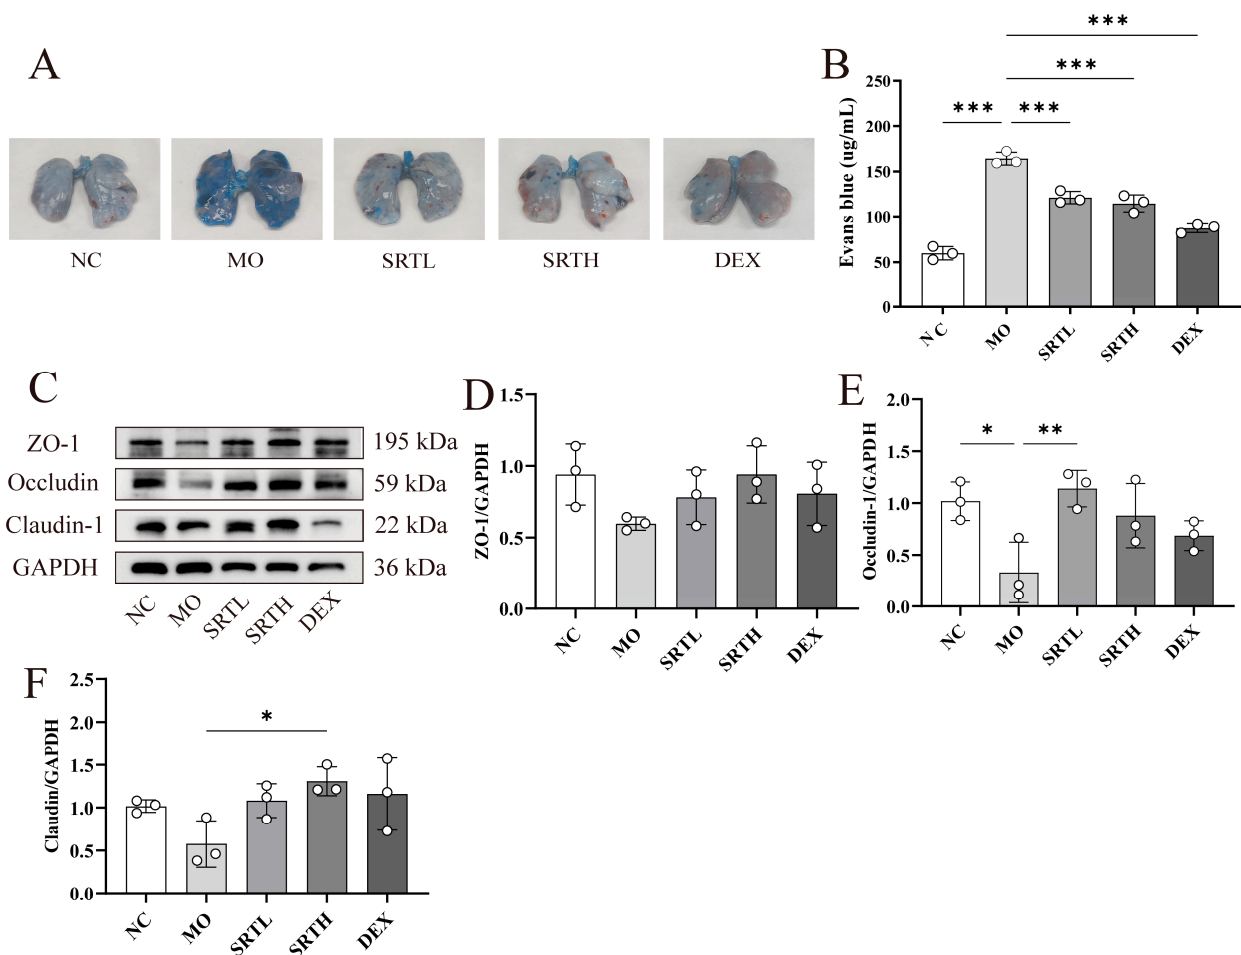 A
NC
MO
SRTL
SRTH
DEX
B
Evans blue (ug/mL)
250
200
150
100
50
0
***
***
***
***
NC
MO
SRTL
SRTH
DEX
C
ZO-1
195 kDa
Occludin
59 kDa
Claudin-1
22 kDa
GAPDH
36 kDa
NC
MO
SRTL
SRTH
DEX
D
ZO-1/GAPDH
1.5
1.0
0.5
0.0
NC
MO
SRTL
SRTH
DEX
E
Occludin-1/GAPDH
2.0
1.5
1.0
0.5
0.0
*
**
NC
MO
SRTL
SRTH
DEX
F
Claudin/GAPDH
2.5
2.0
1.5
1.0
0.5
0.0
*
NC
MO
SRTL
SRTH
DEX